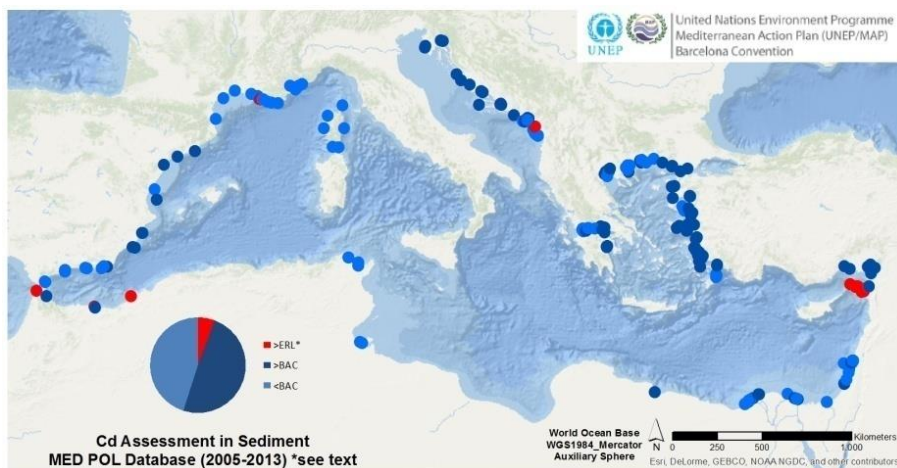 United Nations Environment Programme
Mediterranean Action Plan (UNEP/MAP)
Barcelona Convention
UNEP
>ERL*
>BAC
<BAC
Cd Assessment in Sediment
MED POL Database (2005-2013) *see text
World Ocean Base
WGS1984_Mercator
Auxiliary Sphere
N
Kilometers
0 250 500 1,000
Esri, DeLorme, GEBCO, NOAA NGDC, and other contributors